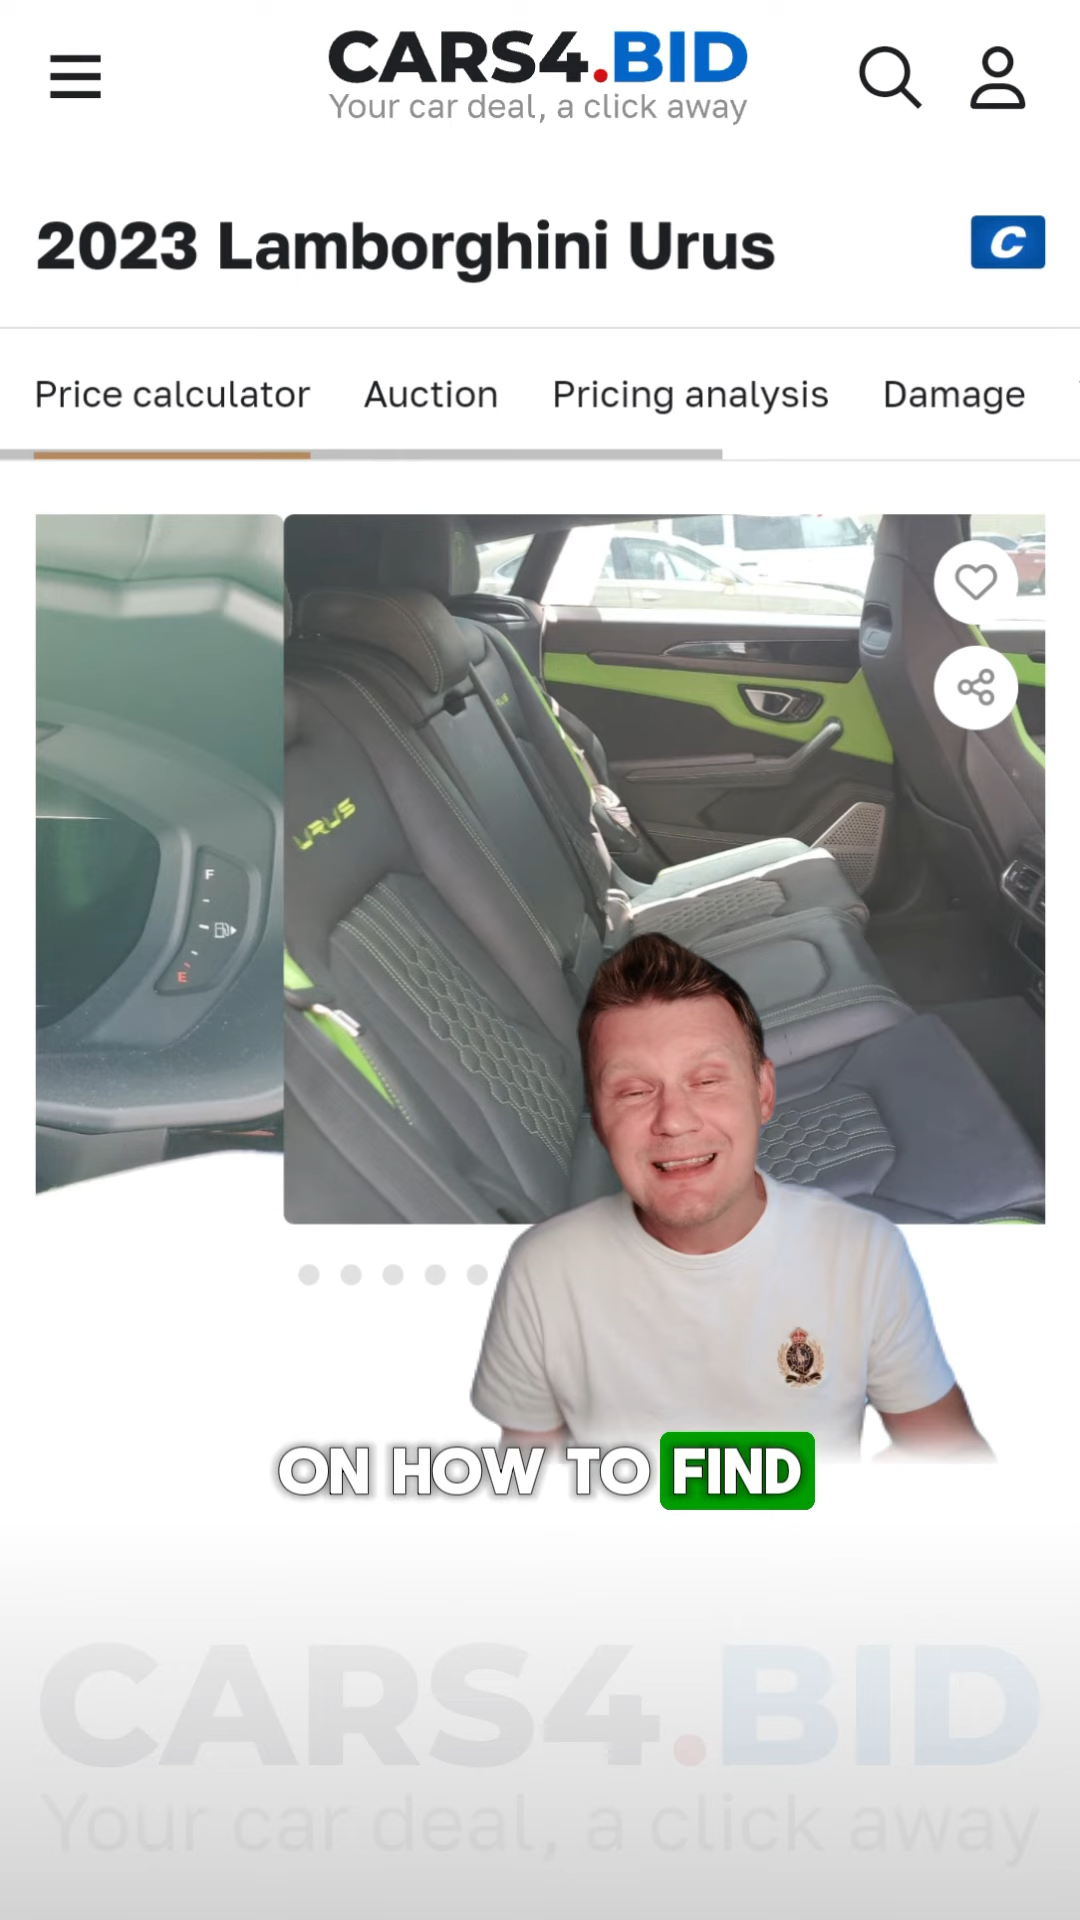 CARS4.BID
Your car deal, a click away
2023 Lamborghini Urus
C
Price calculator Auction Pricing analysis Damage
F
E
URUS
ON HOW TO FIND
CARS4.BID
Your car deal, a click away